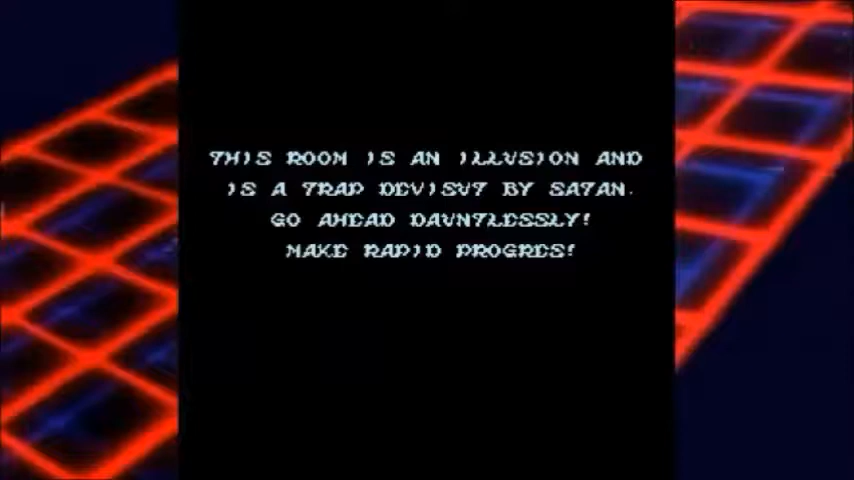 THIS ROOM IS AN ILLUSION AND
IS A TRAP DEVISUT BY SATAN.
GO AHEAD DAUNTLESSLY!
MAKE RAPID PROGRES!